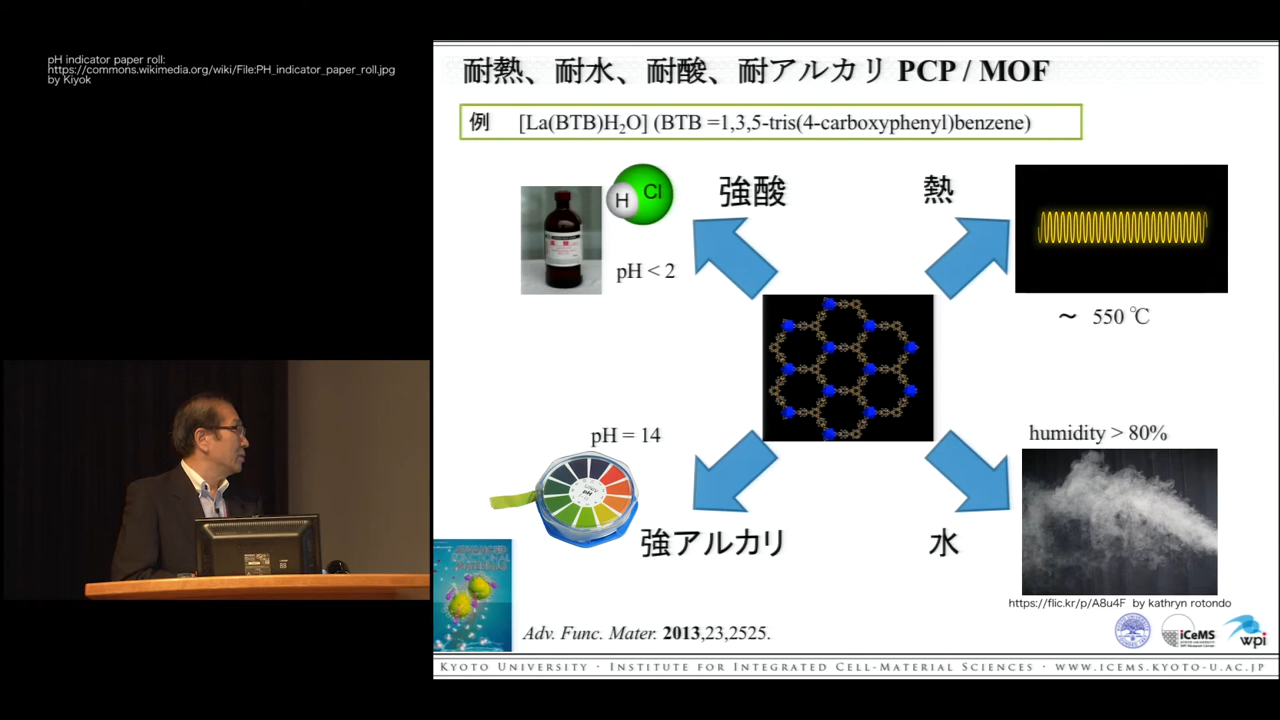 pH indicator paper roll:
https://commons.wikimedia.org/wiki/File:PH_indicator_paper_roll.jpg
by Kiyok
耐熱、耐水、耐酸、耐アルカリ PCP / MOF
例 [La(BTB)H₂O] (BTB =1,3,5-tris(4-carboxyphenyl)benzene)
H Cl
強酸
熱
pH < 2
～ 550 ℃
pH = 14
humidity > 80%
pH
強アルカリ
水
ADVANCED
FUNCTIONAL
MATERIALS
https://flic.kr/p/A8u4F by kathryn rotondo
Adv. Func. Mater. 2013,23,2525.
iCeMS
wpi
KYOTO UNIVERSITY · INSTITUTE FOR INTEGRATED CELL-MATERIAL SCIENCES · WWW.ICEMS.KYOTO-U.AC.JP